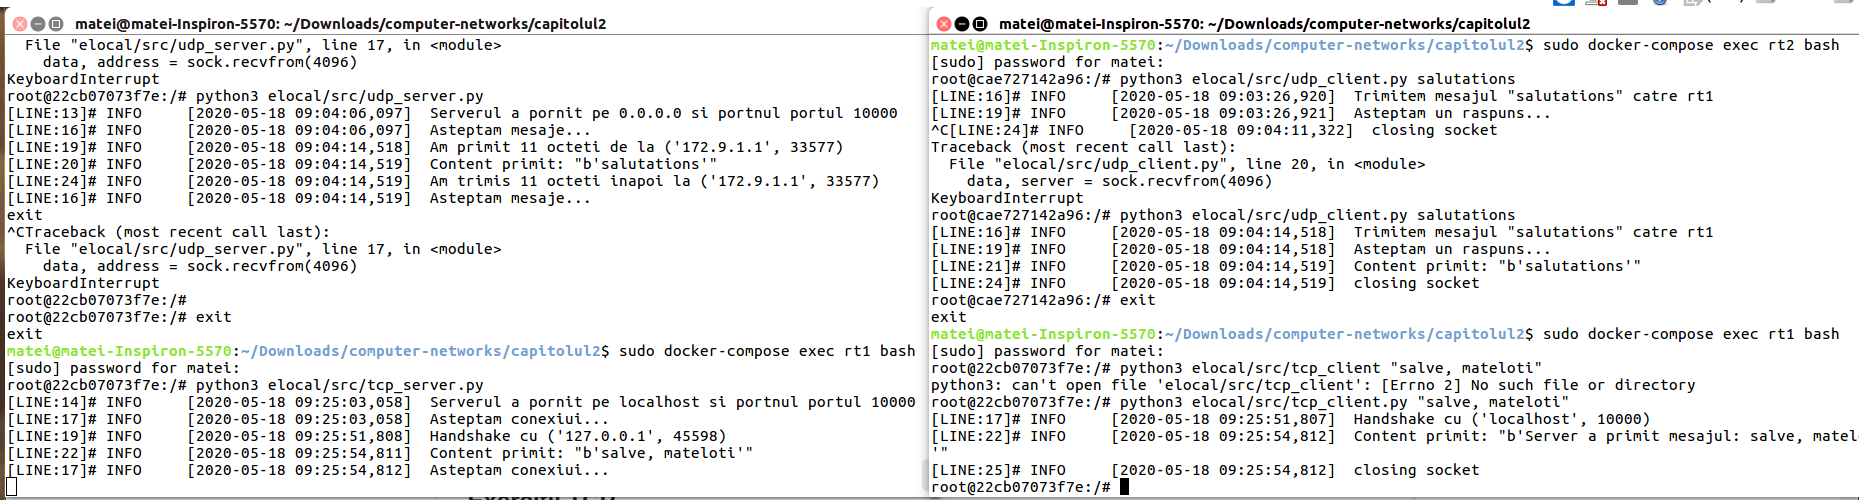 matei@matei-Inspiron-5570: ~/Downloads/computer-networks/capitolul2
  File "elocal/src/udp_server.py", line 17, in <module>
    data, address = sock.recvfrom(4096)
KeyboardInterrupt
root@22cb07073f7e:/# python3 elocal/src/udp_server.py
[LINE:13]# INFO     [2020-05-18 09:04:06,097]  Serverul a pornit pe 0.0.0.0 si portnul portul 10000
[LINE:16]# INFO     [2020-05-18 09:04:06,097]  Asteptam mesaje...
[LINE:19]# INFO     [2020-05-18 09:04:14,518]  Am primit 11 octeti de la ('172.9.1.1', 33577)
[LINE:20]# INFO     [2020-05-18 09:04:14,519]  Content primit: "b'salutations'"
[LINE:24]# INFO     [2020-05-18 09:04:14,519]  Am trimis 11 octeti inapoi la ('172.9.1.1', 33577)
[LINE:16]# INFO     [2020-05-18 09:04:14,519]  Asteptam mesaje...
exit
^CTraceback (most recent call last):
  File "elocal/src/udp_server.py", line 17, in <module>
    data, address = sock.recvfrom(4096)
KeyboardInterrupt
root@22cb07073f7e:/#
root@22cb07073f7e:/# exit
exit
matei@matei-Inspiron-5570:~/Downloads/computer-networks/capitolul2$ sudo docker-compose exec rt1 bash
[sudo] password for matei:
root@22cb07073f7e:/# python3 elocal/src/tcp_server.py
[LINE:14]# INFO     [2020-05-18 09:25:03,058]  Serverul a pornit pe localhost si portnul portul 10000
[LINE:17]# INFO     [2020-05-18 09:25:03,058]  Asteptam conexiui...
[LINE:19]# INFO     [2020-05-18 09:25:51,808]  Handshake cu ('127.0.0.1', 45598)
[LINE:22]# INFO     [2020-05-18 09:25:54,811]  Content primit: "b'salve, mateloti'"
[LINE:17]# INFO     [2020-05-18 09:25:54,812]  Asteptam conexiui...
matei@matei-Inspiron-5570: ~/Downloads/computer-networks/capitolul2
matei@matei-Inspiron-5570:~/Downloads/computer-networks/capitolul2$ sudo docker-compose exec rt2 bash
[sudo] password for matei:
root@cae727142a96:/# python3 elocal/src/udp_client.py salutations
[LINE:16]# INFO     [2020-05-18 09:03:26,920]  Trimitem mesajul "salutations" catre rt1
[LINE:19]# INFO     [2020-05-18 09:03:26,921]  Asteptam un raspuns...
^C[LINE:24]# INFO     [2020-05-18 09:04:11,322]  closing socket
Traceback (most recent call last):
  File "elocal/src/udp_client.py", line 20, in <module>
    data, server = sock.recvfrom(4096)
KeyboardInterrupt
root@cae727142a96:/# python3 elocal/src/udp_client.py salutations
[LINE:16]# INFO     [2020-05-18 09:04:14,518]  Trimitem mesajul "salutations" catre rt1
[LINE:19]# INFO     [2020-05-18 09:04:14,518]  Asteptam un raspuns...
[LINE:21]# INFO     [2020-05-18 09:04:14,519]  Content primit: "b'salutations'"
[LINE:24]# INFO     [2020-05-18 09:04:14,519]  closing socket
root@cae727142a96:/# exit
exit
matei@matei-Inspiron-5570:~/Downloads/computer-networks/capitolul2$ sudo docker-compose exec rt1 bash
[sudo] password for matei:
root@22cb07073f7e:/# python3 elocal/src/tcp_client "salve, mateloti"
python3: can't open file 'elocal/src/tcp_client': [Errno 2] No such file or directory
root@22cb07073f7e:/# python3 elocal/src/tcp_client.py "salve, mateloti"
[LINE:17]# INFO     [2020-05-18 09:25:51,807]  Handshake cu ('localhost', 10000)
[LINE:22]# INFO     [2020-05-18 09:25:54,812]  Content primit: "b'Server a primit mesajul: salve, matel
'"
[LINE:25]# INFO     [2020-05-18 09:25:54,812]  closing socket
root@22cb07073f7e:/#